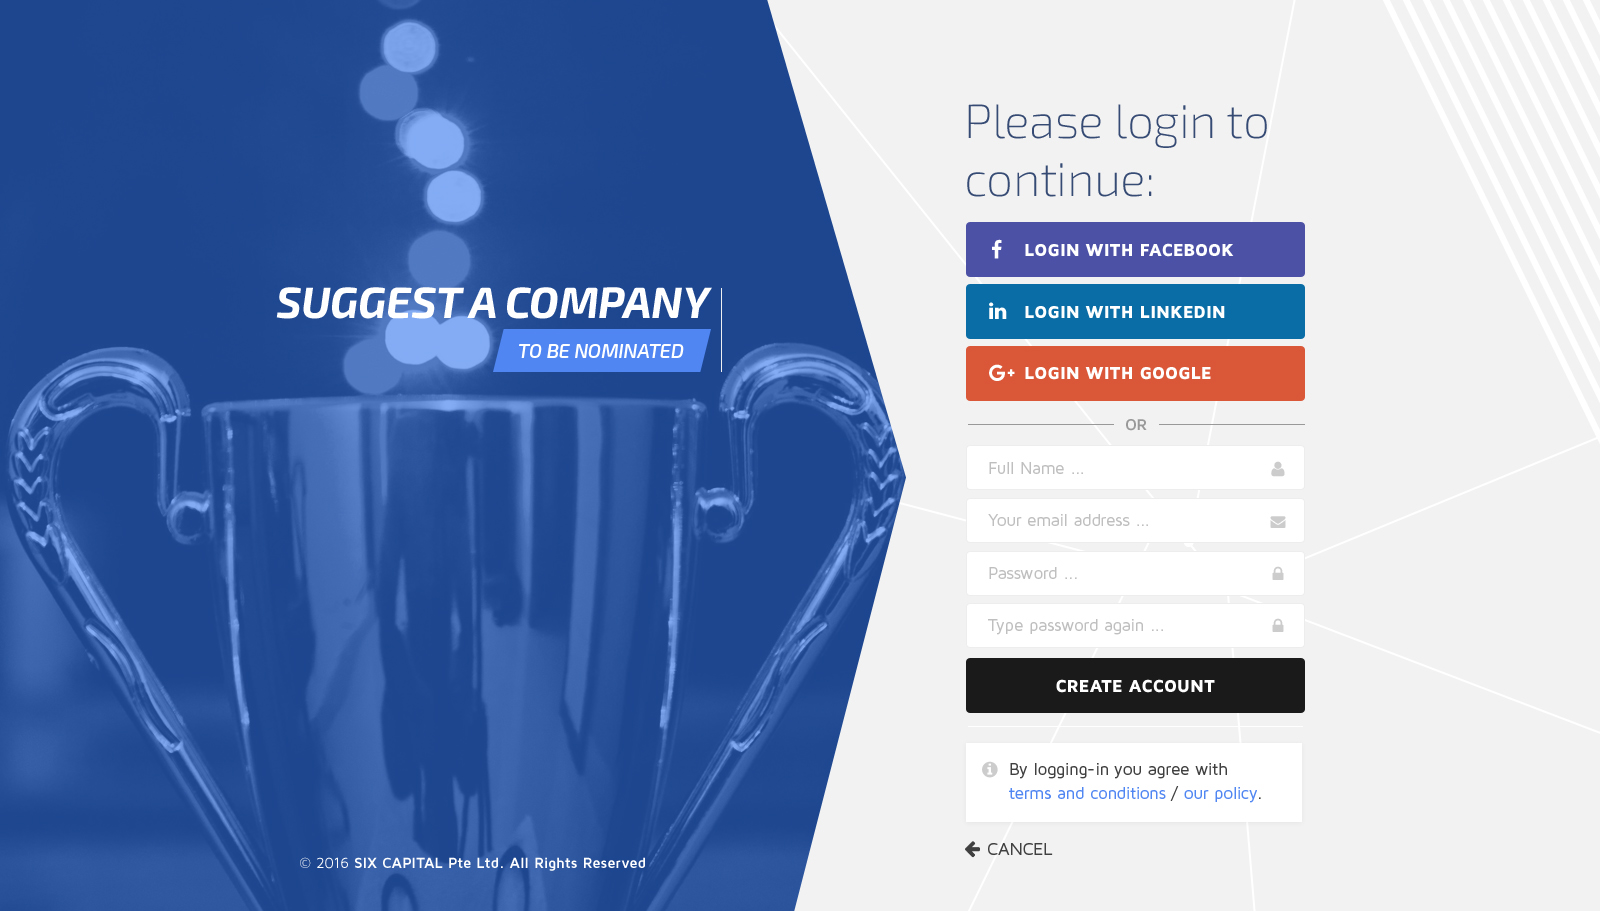 SUGGEST A COMPANY
TO BE NOMINATED
© 2016 SIX CAPITAL Pte Ltd. All Rights Reserved
Please login to
continue:
LOGIN WITH FACEBOOK
LOGIN WITH LINKEDIN
LOGIN WITH GOOGLE
OR
Full Name ...
Your email address ...
Password ...
Type password again ...
CREATE ACCOUNT
By logging-in you agree with
terms and conditions / our policy.
CANCEL